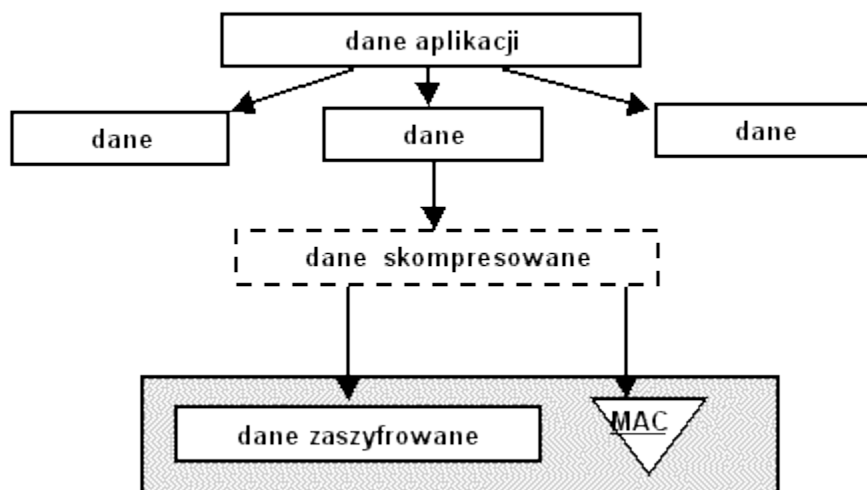 dane aplikacji
dane
dane
dane
dane skompresowane
dane zaszyfrowane
MAC